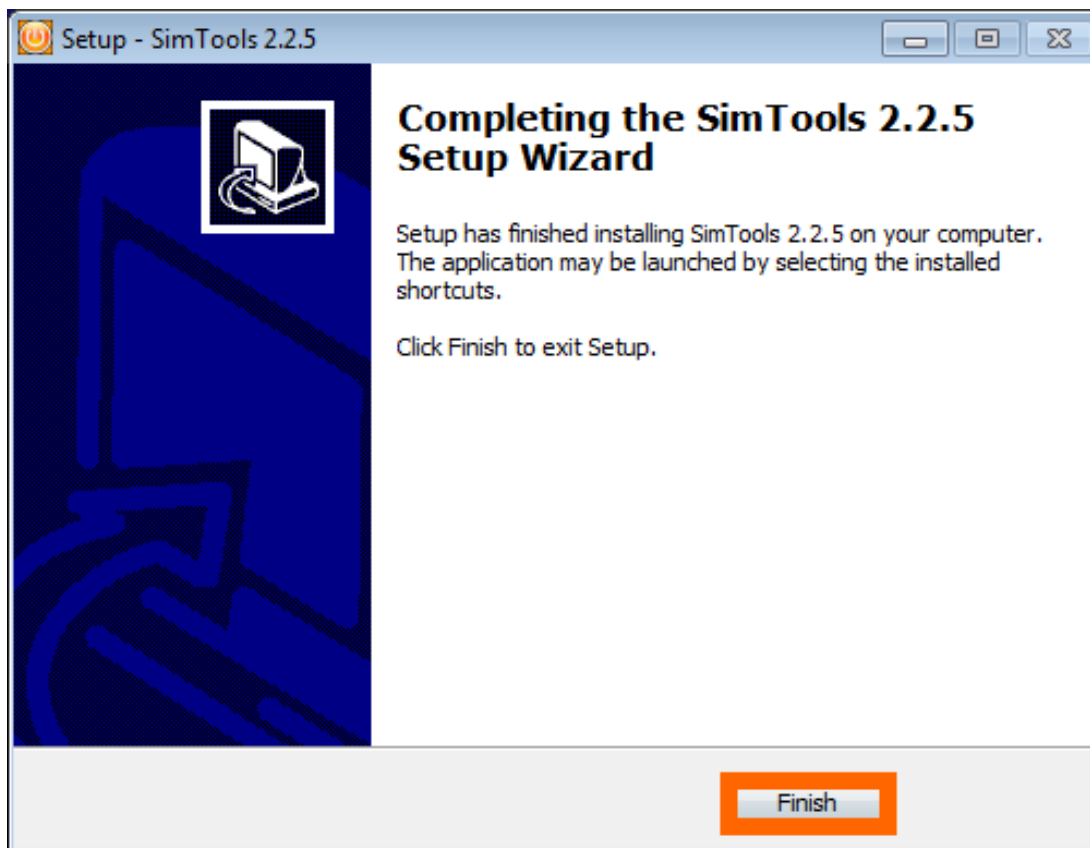 Setup - SimTools 2.2.5
Completing the SimTools 2.2.5
Setup Wizard
Setup has finished installing SimTools 2.2.5 on your computer.
The application may be launched by selecting the installed
shortcuts.
Click Finish to exit Setup.
Finish